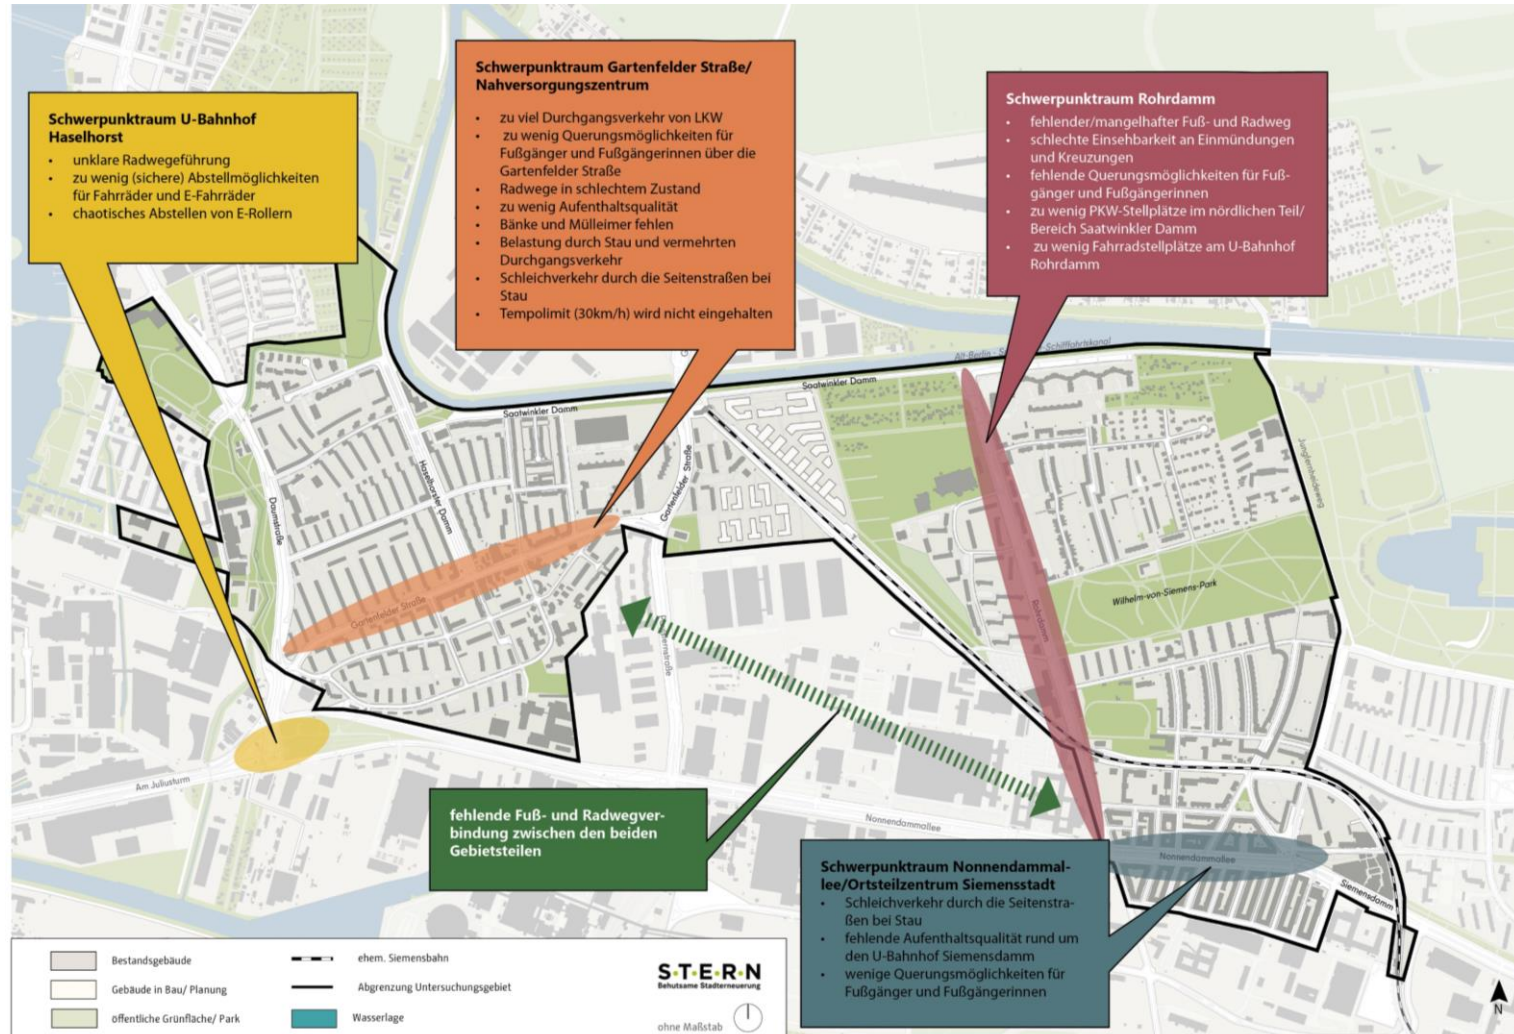 Schwerpunktraum U-Bahnhof
Haselhorst
• unklare Radwegeführung
• zu wenig (sichere) Abstellmöglichkeiten
für Fahrräder und E-Fahrräder
• chaotisches Abstellen von E-Rollern
Schwerpunktraum Gartenfelder Straße/
Nahversorgungszentrum
• zu viel Durchgangsverkehr von LKW
• zu wenig Querungsmöglichkeiten für
Fußgänger und Fußgängerinnen über die
Gartenfelder Straße
• Radwege in schlechtem Zustand
• zu wenig Aufenthaltsqualität
• Bänke und Mülleimer fehlen
• Belastung durch Stau und vermehrten
Durchgangsverkehr
• Schleichverkehr durch die Seitenstraßen bei
Stau
• Tempolimit (30km/h) wird nicht eingehalten
Schwerpunktraum Rohrdamm
• fehlender/mangelhafter Fuß- und Radweg
• schlechte Einsehbarkeit an Einmündungen
und Kreuzungen
• fehlende Querungsmöglichkeiten für Fuß-
gänger und Fußgängerinnen
• zu wenig PKW-Stellplätze im nördlichen Teil/
Bereich Saatwinkler Damm
• zu wenig Fahrradstellplätze am U-Bahnhof
Rohrdamm
Alt-Berlin - S
-Schifffahrtskanal
Saatwinkler Damm
Saatwinkler Damm
Haselhorster Damm
Gartenfelder Straße
Daumstraße
Jungfernheideweg
Gartenfelder Straße
Wilhelm-von-Siemens-Park
Rohrdamm
Am Juliusturm
Nonnendammallee
Nonnendammallee
Siemensdamm
fehlende Fuß- und Radwegver-
bindung zwischen den beiden
Gebietsteilen
Schwerpunktraum Nonnendammal-
lee/Ortsteilzentrum Siemensstadt
• Schleichverkehr durch die Seitenstra-
ßen bei Stau
• fehlende Aufenthaltsqualität rund um
den U-Bahnhof Siemensdamm
• wenige Querungsmöglichkeiten für
Fußgänger und Fußgängerinnen
Bestandsgebäude
Gebäude in Bau/ Planung
öffentliche Grünfläche/ Park
ehem. Siemensbahn
Abgrenzung Untersuchungsgebiet
Wasserlage
S·T·E·R·N
Behutsame Stadterneuerung
ohne Maßstab
N